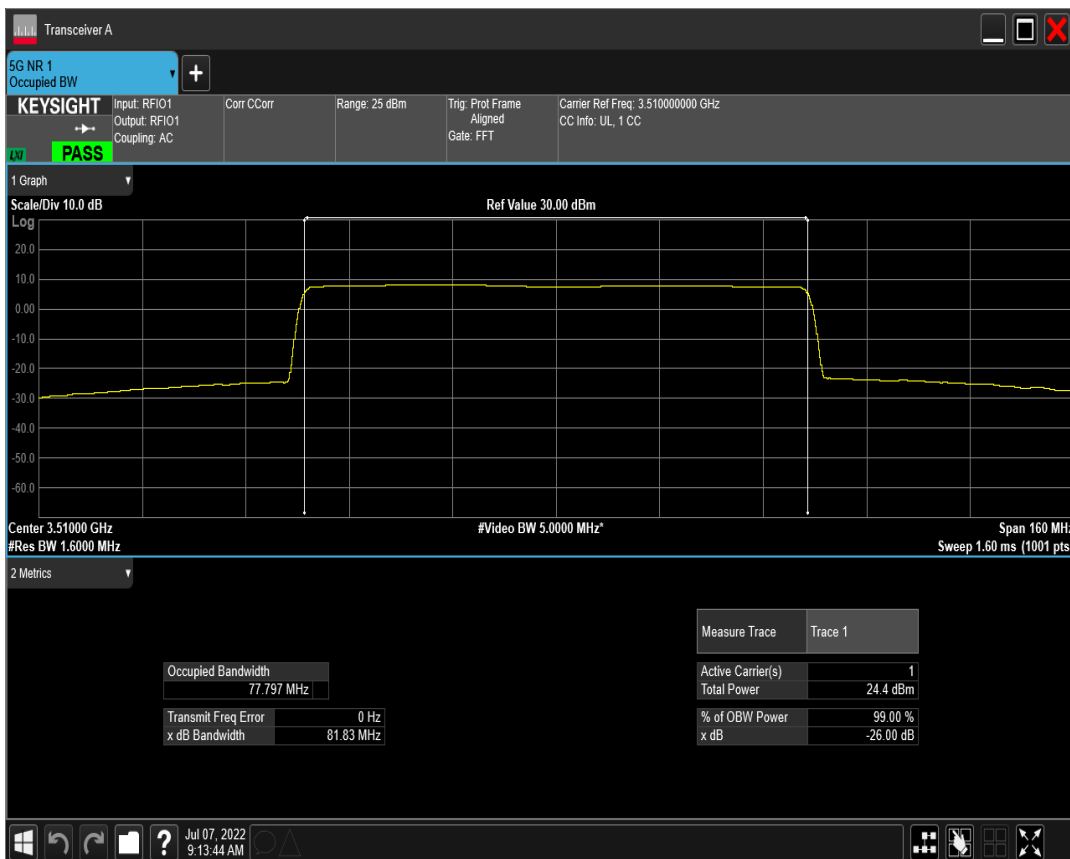 Transceiver A
5G NR 1
Occupied BW
+
KEYSIGHT
LXI
PASS
Input: RFIO1
Output: RFIO1
Coupling: AC
Corr CCorr
Range: 25 dBm
Trig: Prot Frame
Aligned
Gate: FFT
Carrier Ref Freq: 3.510000000 GHz
CC Info: UL, 1 CC
1 Graph
Scale/Div 10.0 dB
Ref Value 30.00 dBm
Log
20.0
10.0
0.00
-10.0
-20.0
-30.0
-40.0
-50.0
-60.0
Center 3.51000 GHz
#Video BW 5.0000 MHz*
Span 160 MHz
#Res BW 1.6000 MHz
Sweep 1.60 ms (1001 pts
2 Metrics
Measure Trace Trace 1
Occupied Bandwidth
77.797 MHz
Active Carrier(s) 1
Total Power 24.4 dBm
Transmit Freq Error 0 Hz
x dB Bandwidth 81.83 MHz
% of OBW Power 99.00 %
x dB -26.00 dB
?
Jul 07, 2022
9:13:44 AM